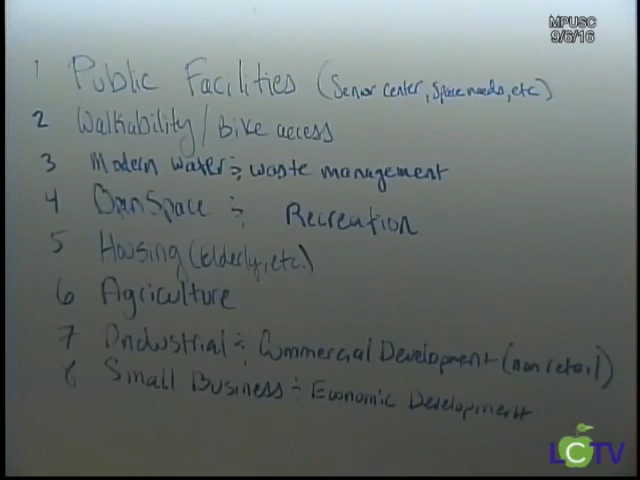 MPUSC
9/6/16
1 Public Facilities (Senior center, Space needs, etc)
2 Walkability / Bike access
3 Modern water & waste management
4 Open Space & Recreation
5 Housing (Elderly, etc.)
6 Agriculture
7 Industrial & Commercial Development (non retail)
8 Small Business & Economic Development
LCTV